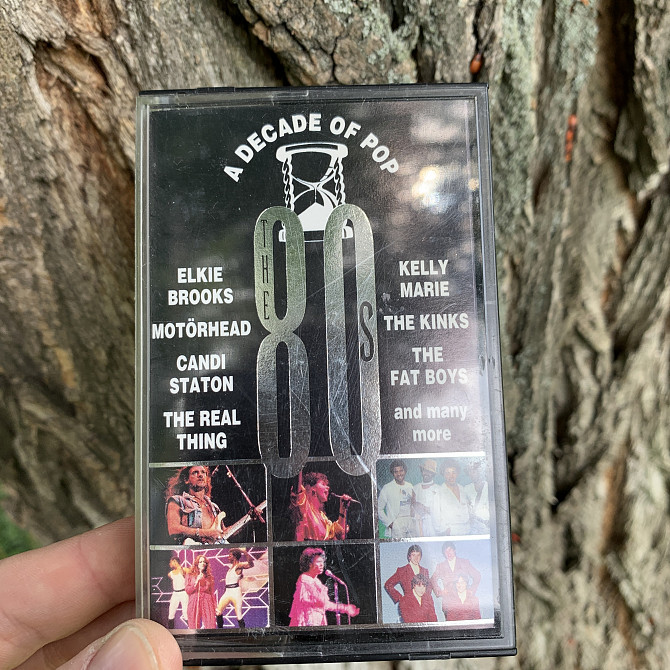 A DECADE OF POP
THE
80s
ELKIE
BROOKS
MOTÖRHEAD
CANDI
STATON
THE REAL
THING
KELLY
MARIE
THE KINKS
THE
FAT BOYS
and many
more